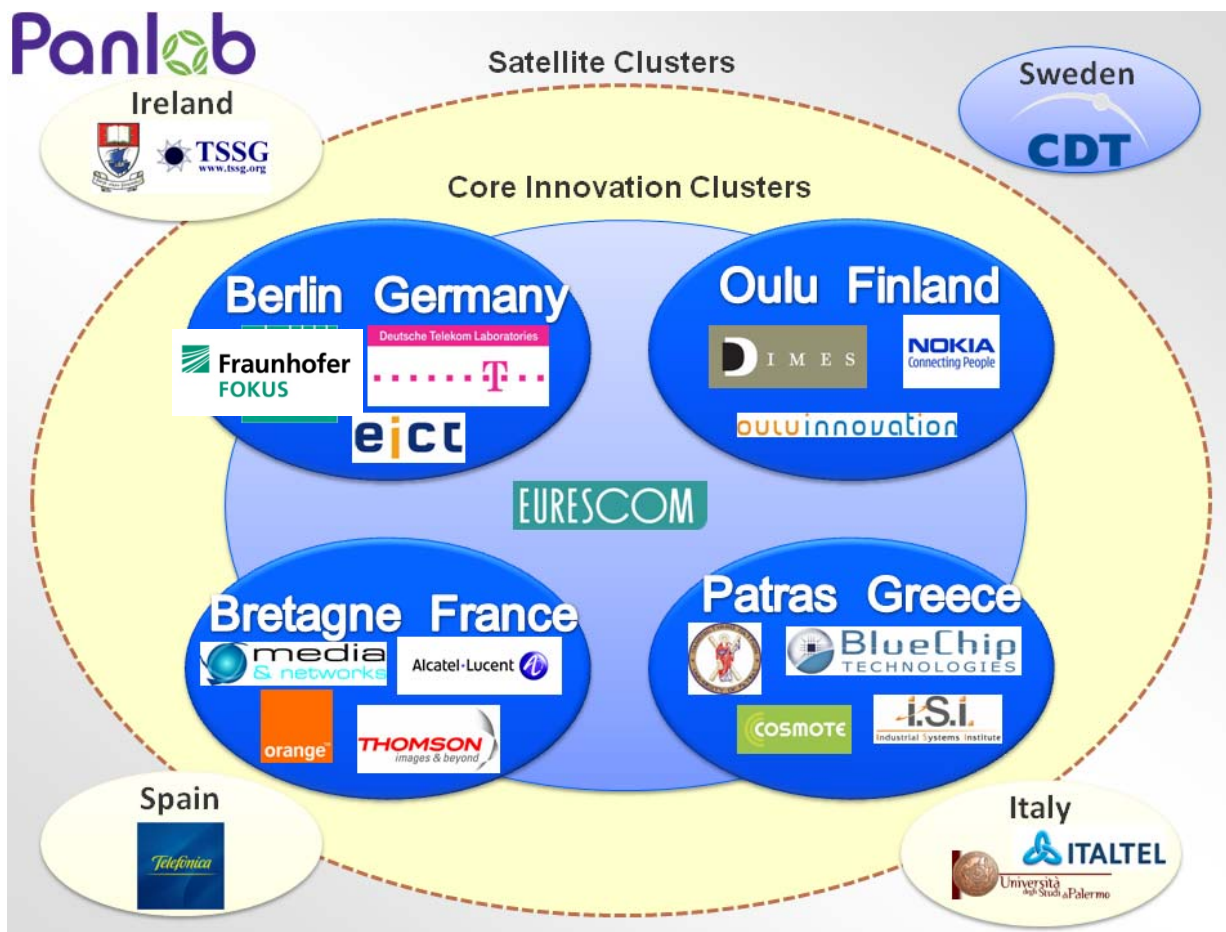 Panlab
Satellite Clusters
Ireland
TSSG
www.tssg.org
Sweden
CDT
Core Innovation Clusters
Berlin Germany
Fraunhofer
FOKUS
Deutsche Telekom Laboratories
T
eict
Oulu Finland
DIMES
NOKIA
Connecting People
ouluinnovation
EURESCOM
Bretagne France
media
& networks
Alcatel·Lucent
orange™
THOMSON
images & beyond
Patras Greece
BlueChip
TECHNOLOGIES
COSMOTE
i.S.i.
Industrial Systems Institute
Spain
Telefónica
Italy
ITALTEL
Università
degli Studi di Palermo